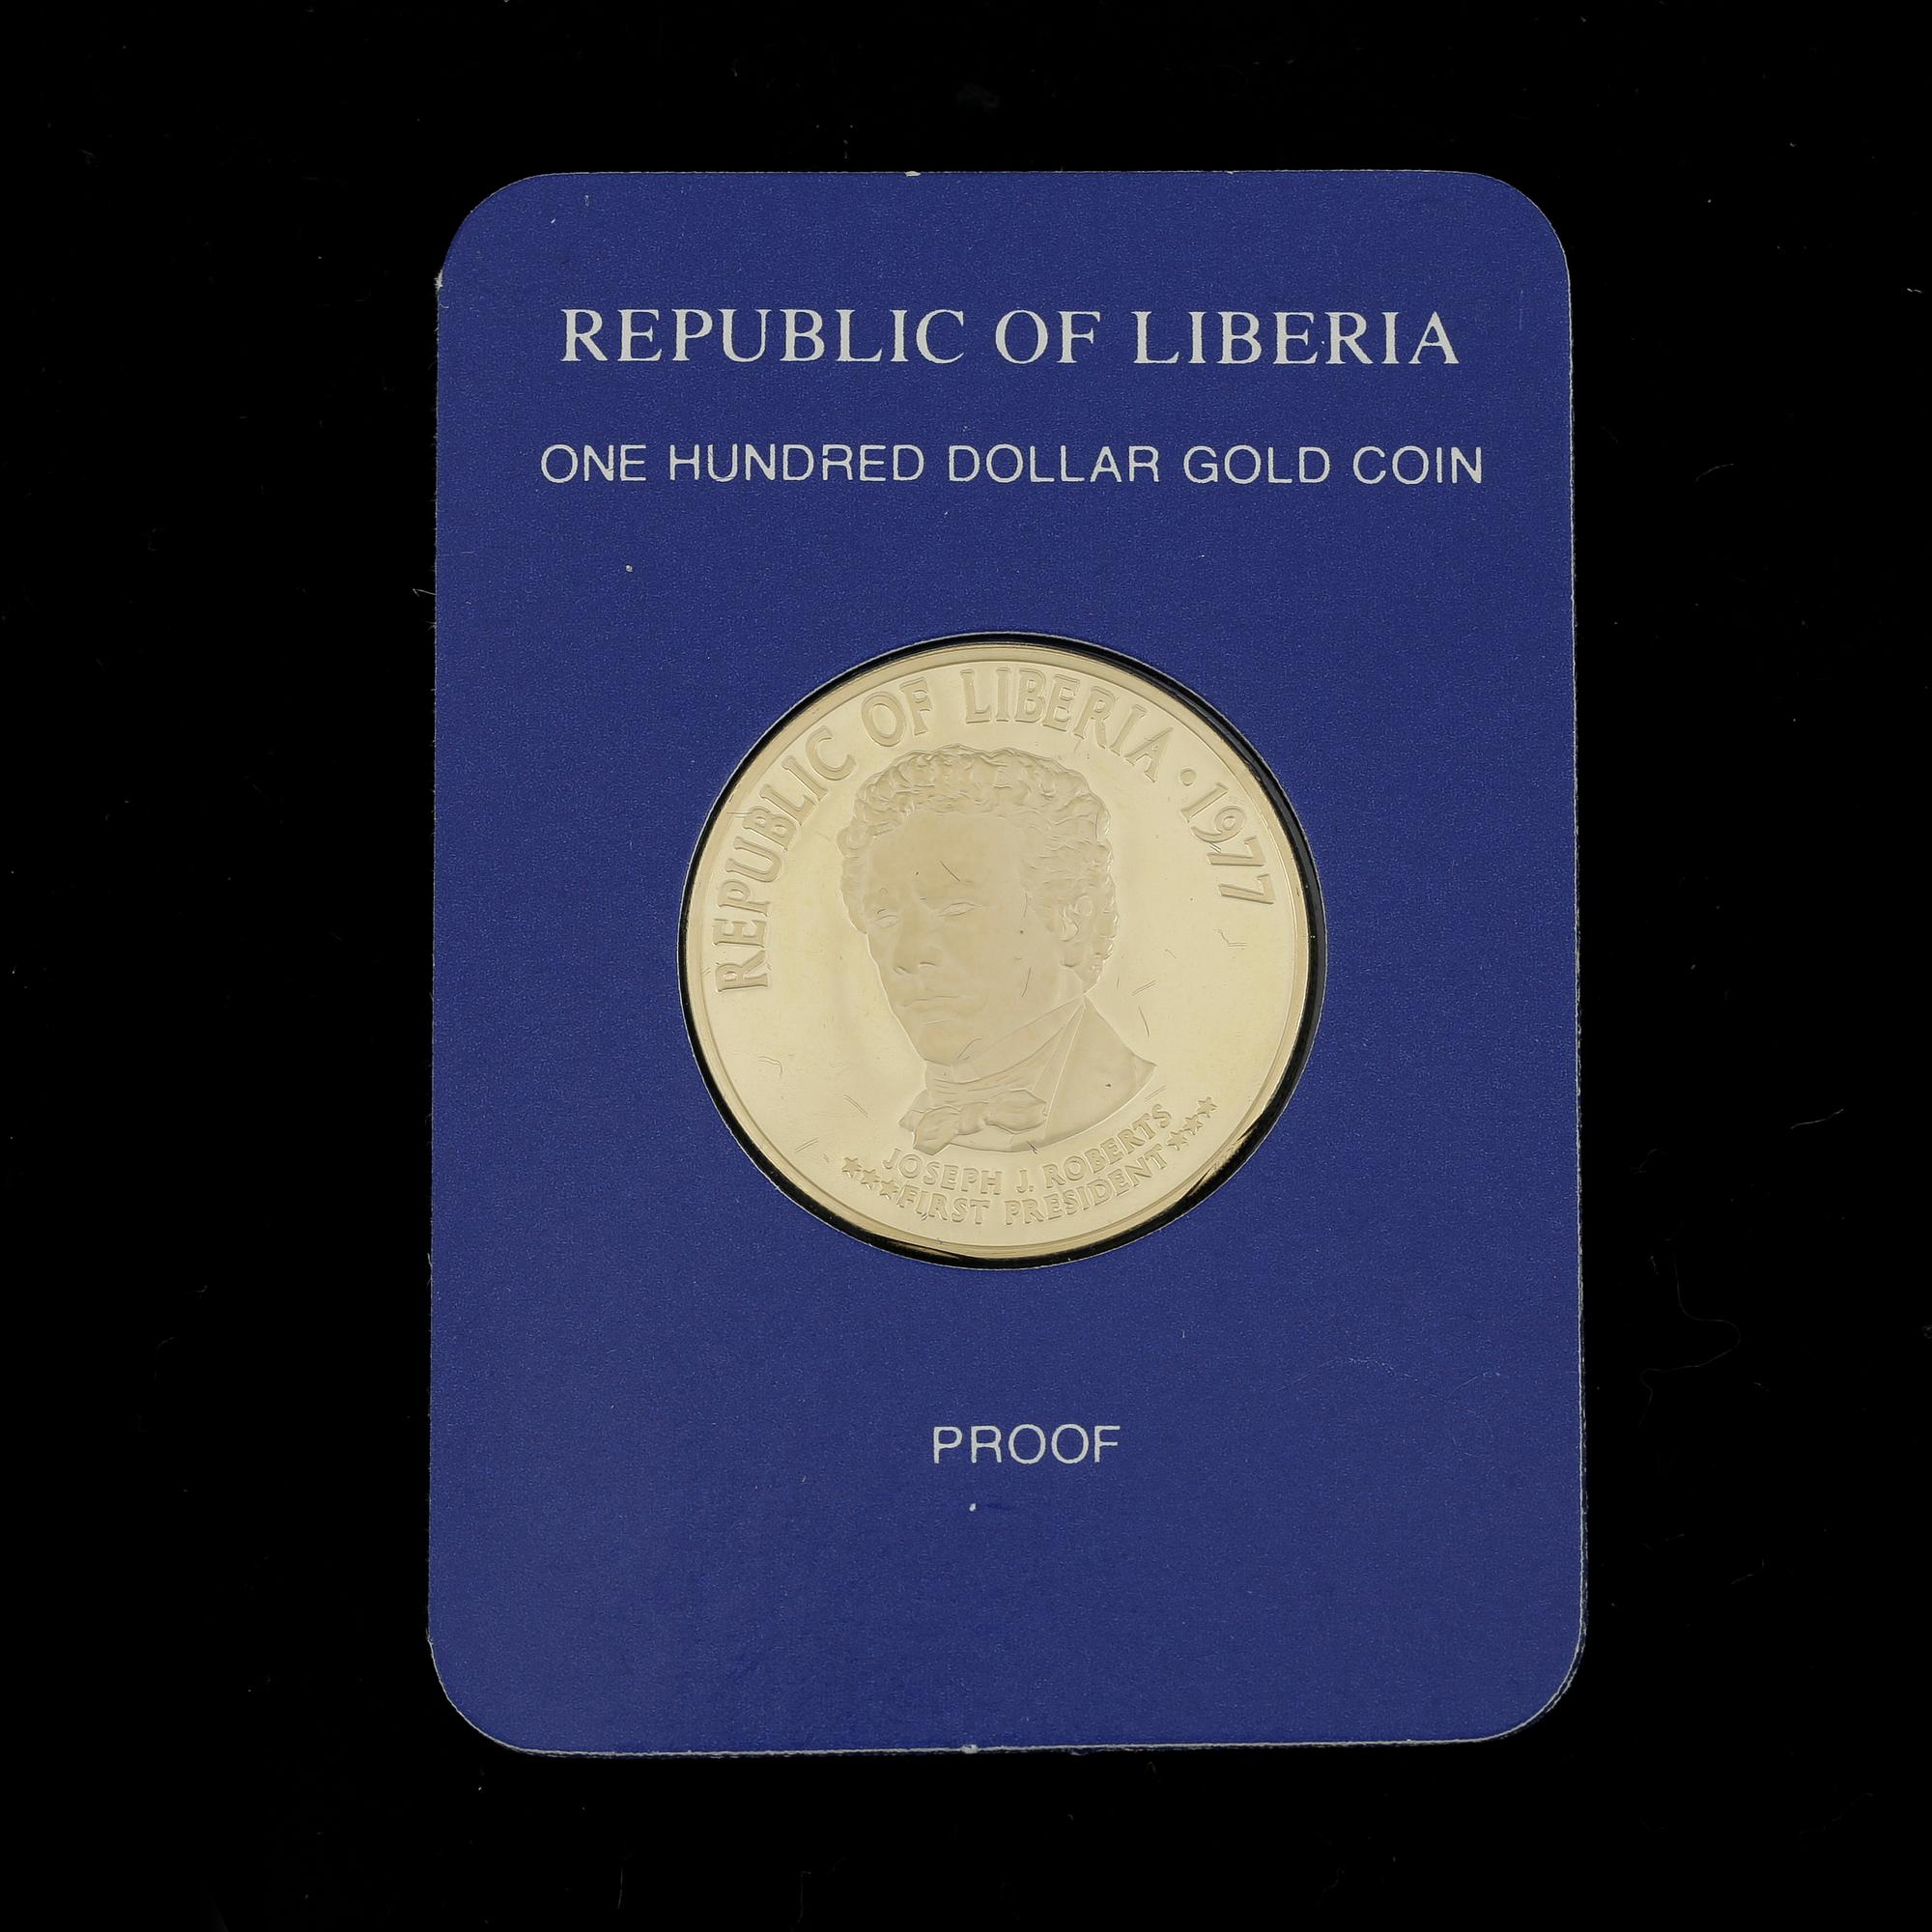 REPUBLIC OF LIBERIA
ONE HUNDRED DOLLAR GOLD COIN
REPUBLIC OF LIBERIA • 1977
JOSEPH J. ROBERTS
★★★FIRST PRESIDENT★★★
PROOF